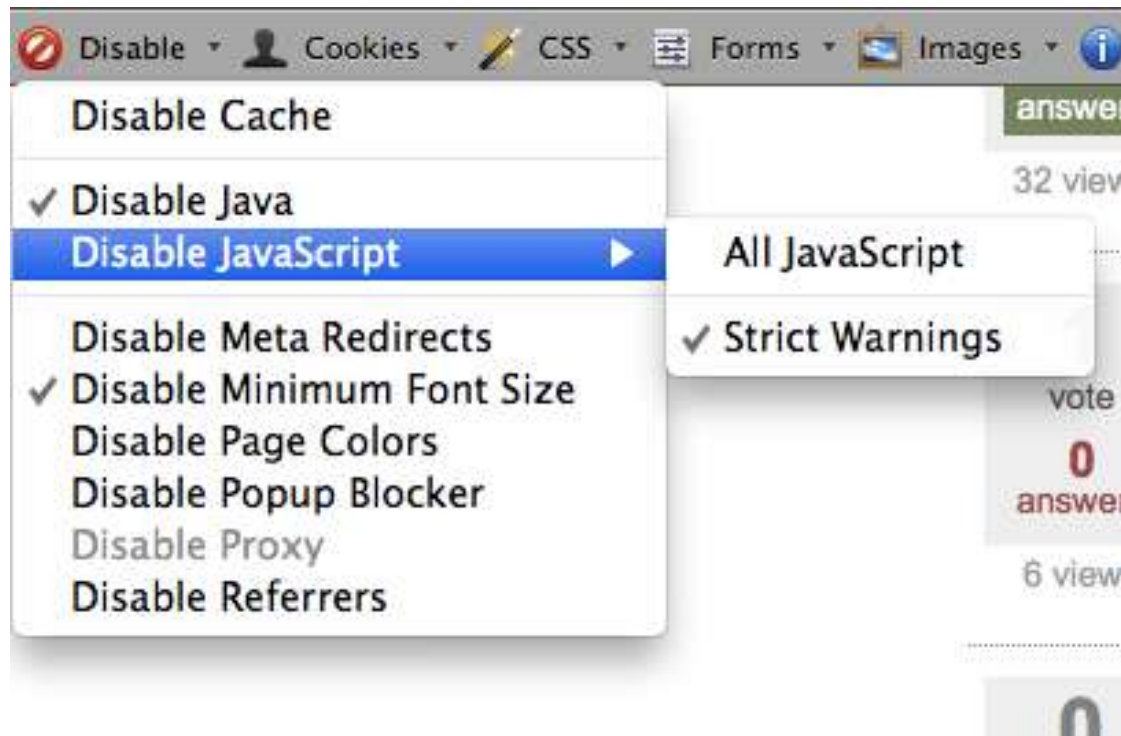 Disable Cookies CSS Forms Images
Disable Cache
Disable Java
Disable JavaScript
All JavaScript
Strict Warnings
Disable Meta Redirects
Disable Minimum Font Size
Disable Page Colors
Disable Popup Blocker
Disable Proxy
Disable Referrers
answer
32 view
vote
0
answer
6 view
0